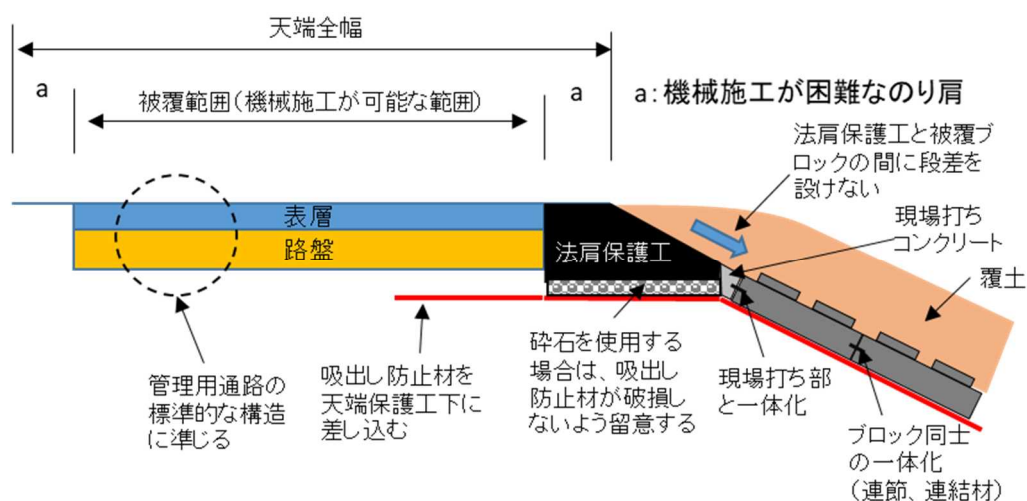 天端全幅
a
被覆範囲(機械施工が可能な範囲)
a
a:機械施工が困難なのり肩
法肩保護工と被覆ブ
ロックの間に段差を
設けない
現場打ち
コンクリート
覆土
表層
路盤
法肩保護工
管理用通路の
標準的な構造
に準じる
吸出し防止材を
天端保護工下に
差し込む
砕石を使用する
場合は、吸出し
防止材が破損し
ないよう留意する
現場打ち部
と一体化
ブロック同士
の一体化
(連節、連結材)